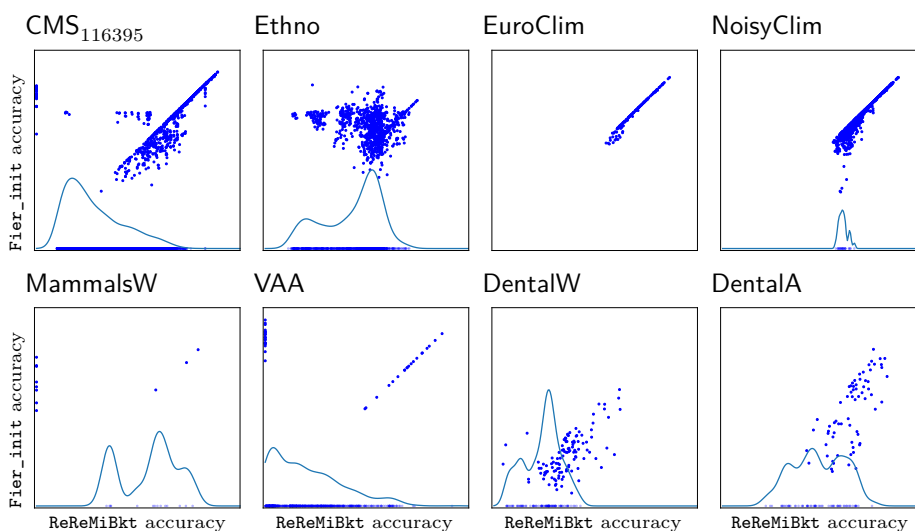 CMS116395 Ethno EuroClim NoisyClim
Fier_init accuracy
MammalsW VAA DentalW DentalA
Fier_init accuracy
ReReMiBkt accuracy ReReMiBkt accuracy ReReMiBkt accuracy ReReMiBkt accuracy